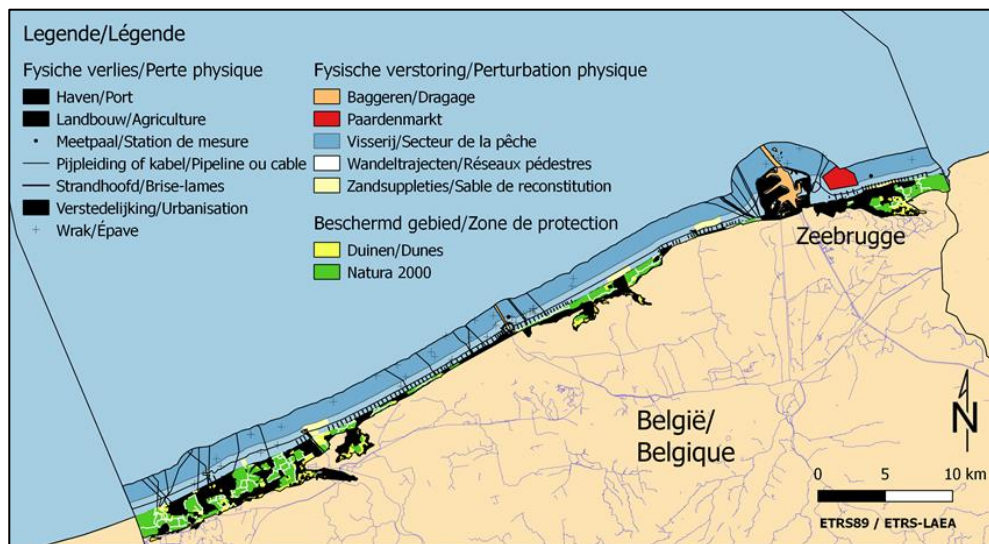 Legende/Légende
Fysiche verlies/Perte physique
Haven/Port
Landbouw/Agriculture
Meetpaal/Station de mesure
Pijpleiding of kabel/Pipeline ou cable
Strandhoofd/Brise-lames
Verstedelijking/Urbanisation
Wrak/Épave
Fysische verstoring/Perturbation physique
Baggeren/Dragage
Paardenmarkt
Visserij/Secteur de la pêche
Wandeltrajecten/Réseaux pédestres
Zandsuppleties/Sable de reconstitution
Beschermd gebied/Zone de protection
Duinen/Dunes
Natura 2000
Zeebrugge
België/
Belgique
N
0 5 10 km
ETRS89 / ETRS-LAEA